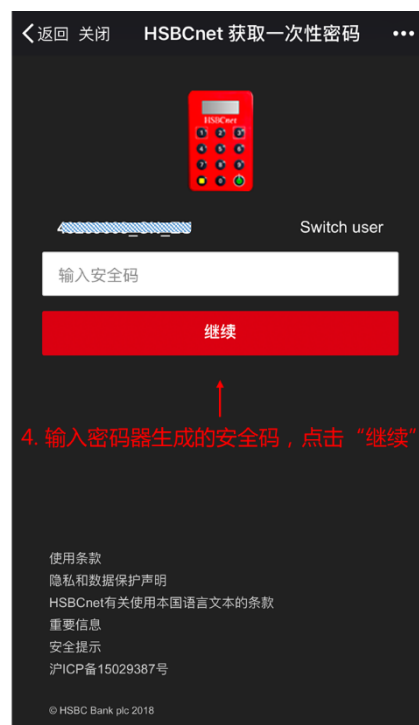 返回 关闭 HSBCnet 获取一次性密码
HSBCnet
Switch user
输入安全码
继续
4. 输入密码器生成的安全码，点击“继续”
使用条款
隐私和数据保护声明
HSBCnet有关使用本国语言文本的条款
重要信息
安全提示
沪ICP备15029387号
© HSBC Bank plc 2018